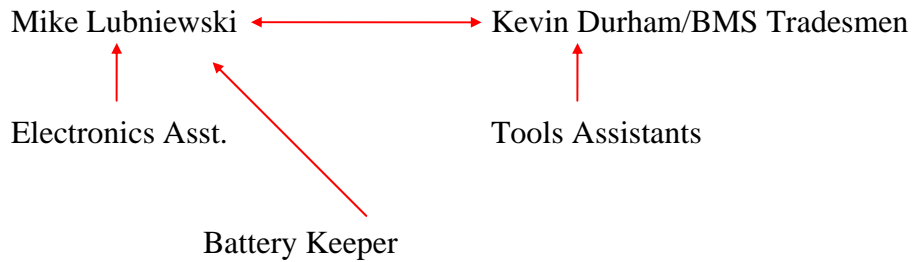 Mike Lubniewski Kevin Durham/BMS Tradesmen
Electronics Asst. Tools Assistants
Battery Keeper